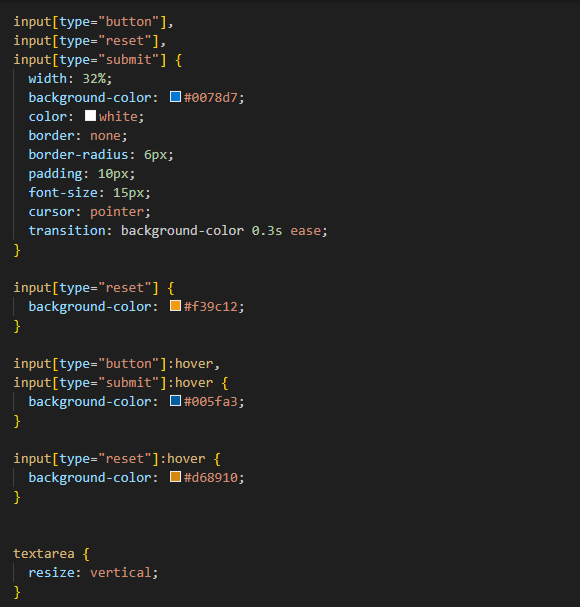 input[type="button"],
input[type="reset"],
input[type="submit"] {
  width: 32%;
  background-color: #0078d7;
  color: white;
  border: none;
  border-radius: 6px;
  padding: 10px;
  font-size: 15px;
  cursor: pointer;
  transition: background-color 0.3s ease;
}

input[type="reset"] {
  background-color: #f39c12;
}

input[type="button"]:hover,
input[type="submit"]:hover {
  background-color: #005fa3;
}

input[type="reset"]:hover {
  background-color: #d68910;
}


textarea {
  resize: vertical;
}